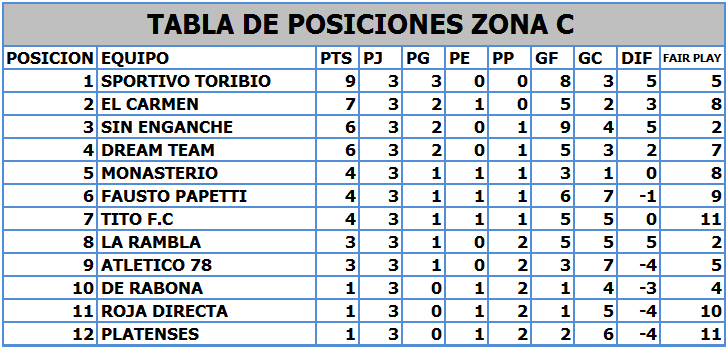 TABLA DE POSICIONES ZONA C
POSICION EQUIPO PTS PJ PG PE PP GF GC DIF FAIR PLAY
1 SPORTIVO TORIBIO 9 3 3 0 0 8 3 5 5
2 EL CARMEN 7 3 2 1 0 5 2 3 8
3 SIN ENGANCHE 6 3 2 0 1 9 4 5 2
4 DREAM TEAM 6 3 2 0 1 5 3 2 7
5 MONASTERIO 4 3 1 1 1 3 1 0 8
6 FAUSTO PAPETTI 4 3 1 1 1 6 7 -1 9
7 TITO F.C 4 3 1 1 1 5 5 0 11
8 LA RAMBLA 3 3 1 0 2 5 5 5 2
9 ATLETICO 78 3 3 1 0 2 3 7 -4 5
10 DE RABONA 1 3 0 1 2 1 4 -3 4
11 ROJA DIRECTA 1 3 0 1 2 1 5 -4 10
12 PLATENSES 1 3 0 1 2 2 6 -4 11